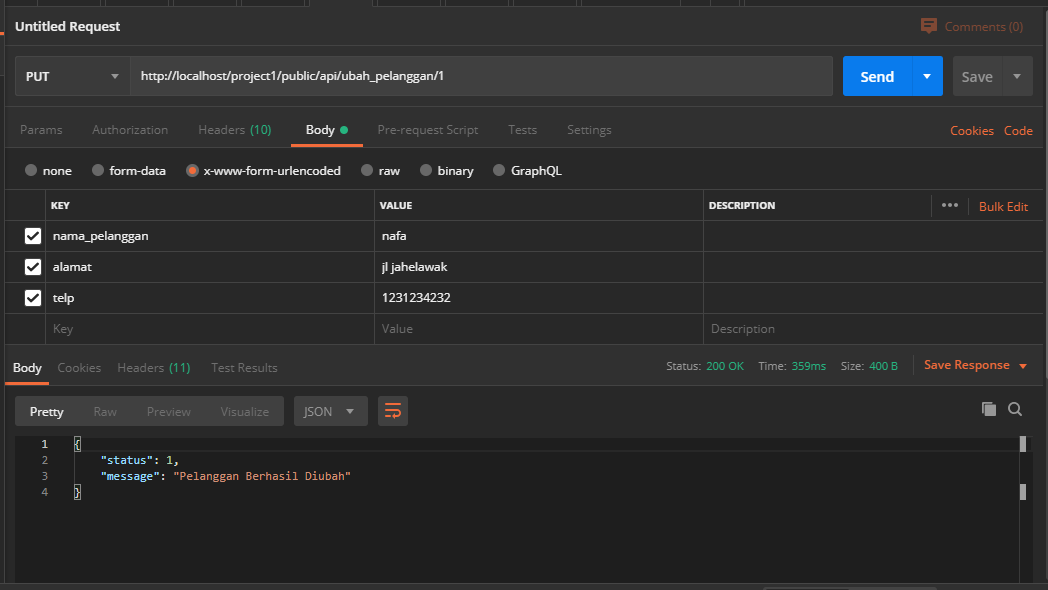 Untitled Request Comments (0)
PUT http://localhost/project1/public/api/ubah_pelanggan/1 Send Save
Params Authorization Headers (10) Body Pre-request Script Tests Settings Cookies Code
none form-data x-www-form-urlencoded raw binary GraphQL
KEY VALUE DESCRIPTION ••• Bulk Edit
nama_pelanggan nafa
alamat jl jahelawak
telp 1231234232
Key Value Description
Body Cookies Headers (11) Test Results Status: 200 OK Time: 359ms Size: 400 B Save Response
Pretty Raw Preview Visualize JSON
1 {
2 "status": 1,
3 "message": "Pelanggan Berhasil Diubah"
4 }